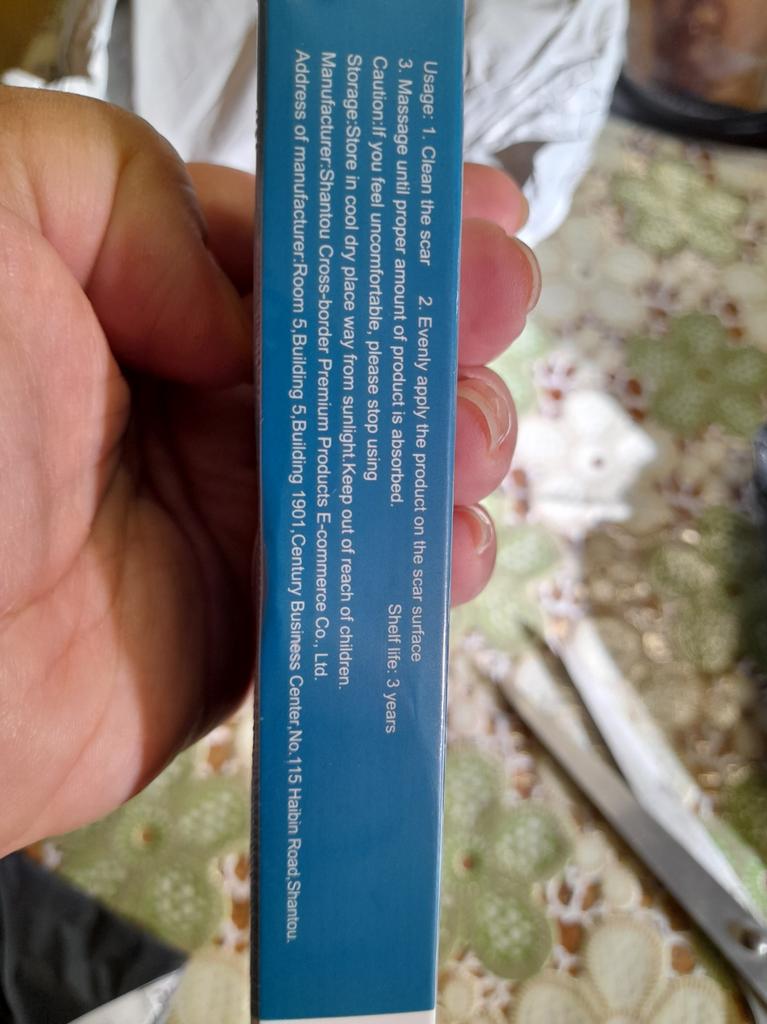 Usage: 1. Clean the scar 2. Evenly apply the product on the scar surface
3. Massage until proper amount of product is absorbed. Shelf life: 3 years
Caution:If you feel uncomfortable, please stop using
Storage:Store in cool dry place way from sunlight.Keep out of reach of children.
Manufacturer:Shantou Cross-border Premium Products E-commerce Co., Ltd.
Address of manufacturer:Room 5,Building 5,Building 1901,Century Business Center,No.115 Haibin Road,Shantou.